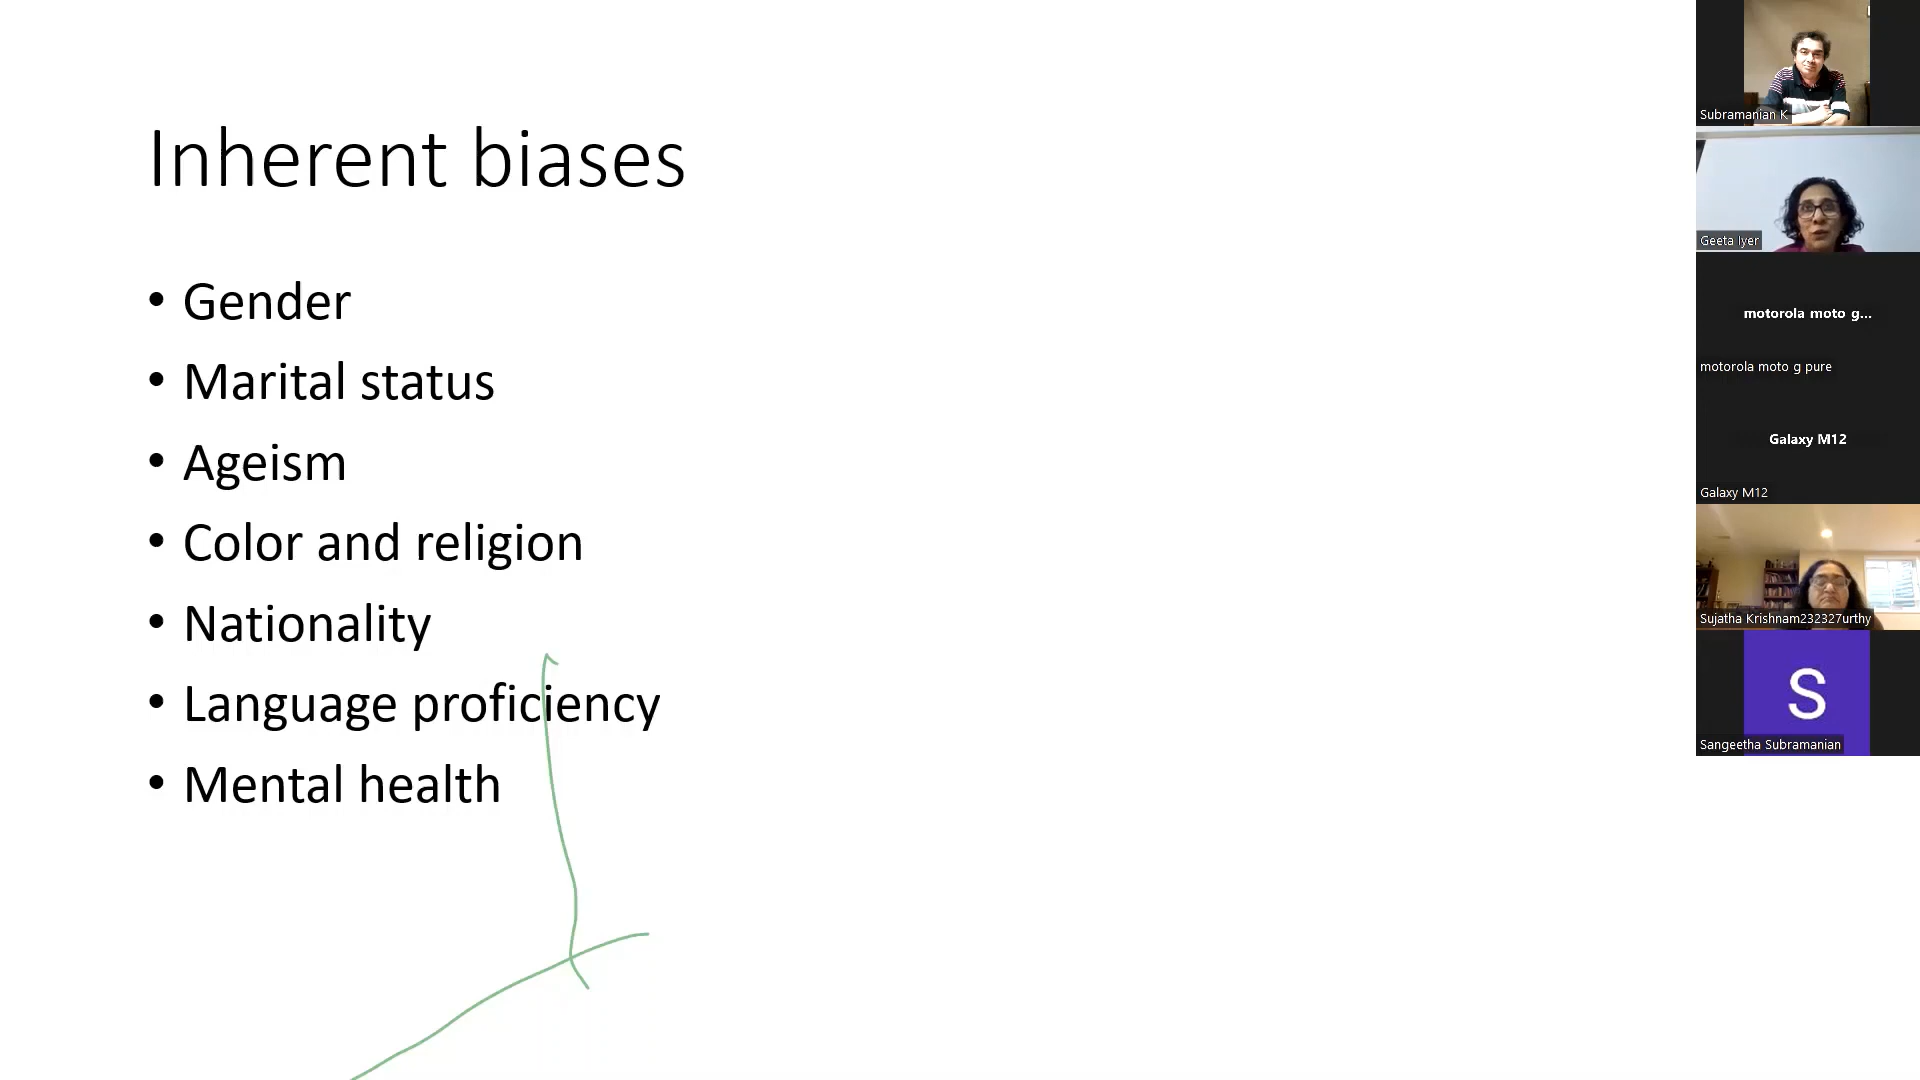 Inherent biases
• Gender
• Marital status
• Ageism
• Color and religion
• Nationality
• Language proficiency
• Mental health
Subramanian K
Geeta Iyer
motorola moto g...
motorola moto g pure
Galaxy M12
Galaxy M12
Sujatha Krishnam232327urthy
S
Sangeetha Subramanian